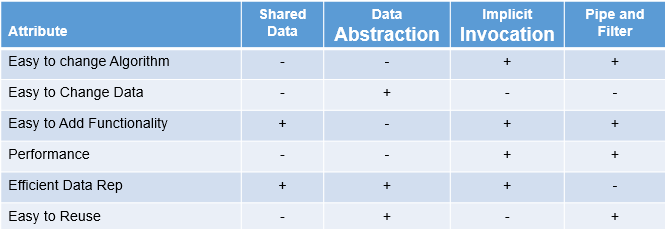 Attribute Shared Data Data Abstraction Implicit Invocation Pipe and Filter
Easy to change Algorithm - - + +
Easy to Change Data - + - -
Easy to Add Functionality + - + +
Performance - - + +
Efficient Data Rep + + + -
Easy to Reuse - + - +